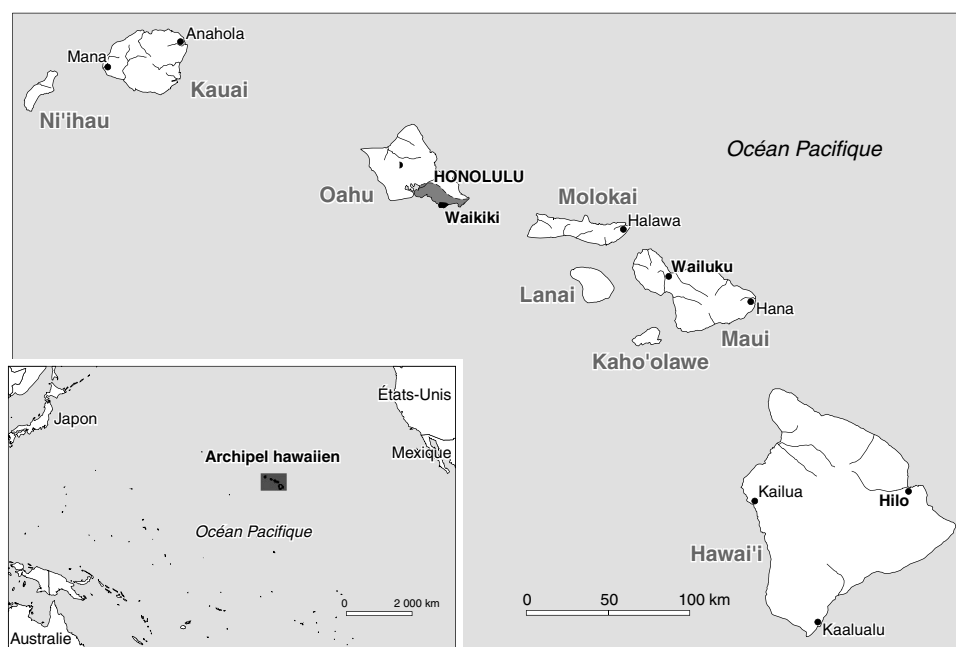 Anahola
Mana
Kauai
Ni'ihau
Océan Pacifique
HONOLULU
Oahu
Waikiki
Molokai
Halawa
Wailuku
Lanai
Hana
Maui
Kaho'olawe
États-Unis
Japon
Mexique
Archipel hawaiien
Kailua
Hilo
Océan Pacifique
Hawai'i
0 2 000 km
0 50 100 km
Kaalualu
Australie